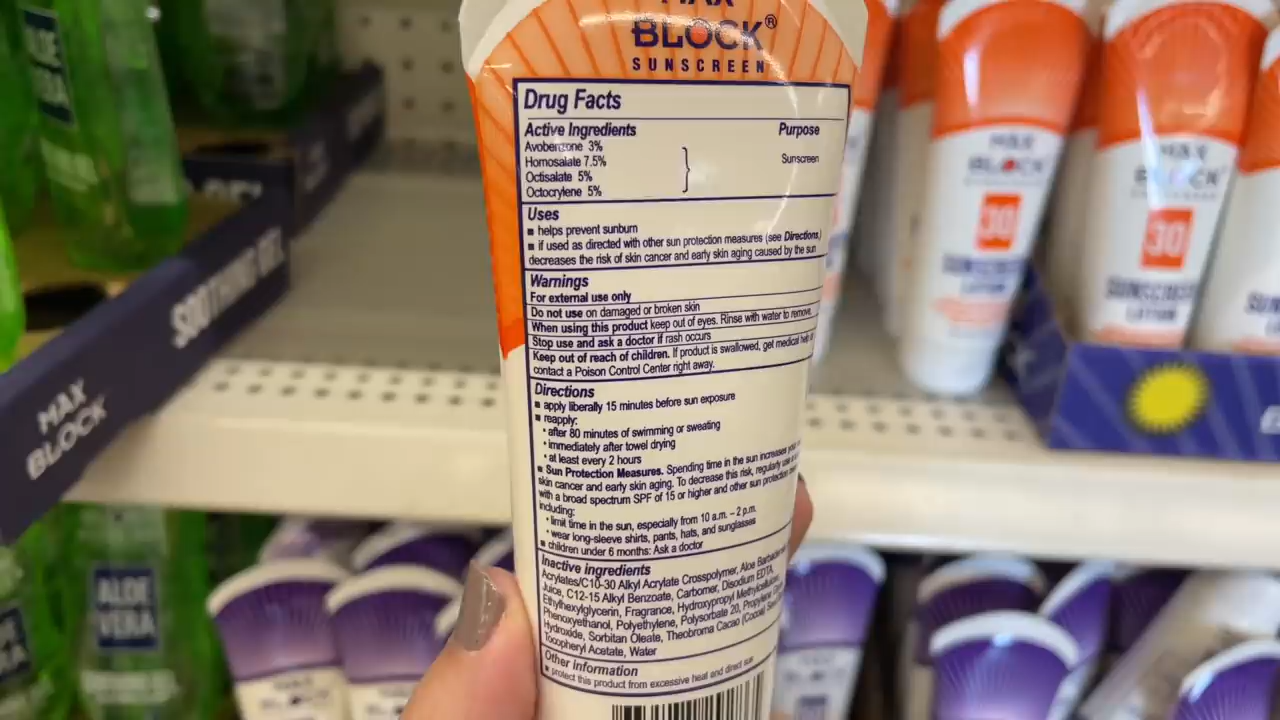 MAX
BLOCK®
SUNSCREEN
Drug Facts
Active Ingredients Purpose
Avobenzone 3%
Homosalate 7.5% Sunscreen
Octisalate 5%
Octocrylene 5%
Uses
■ helps prevent sunburn
■ if used as directed with other sun protection measures (see Directions)
decreases the risk of skin cancer and early skin aging caused by the sun
Warnings
For external use only
Do not use on damaged or broken skin
When using this product keep out of eyes. Rinse with water to remove.
Stop use and ask a doctor if rash occurs
Keep out of reach of children. If product is swallowed, get medical help
contact a Poison Control Center right away.
Directions
■ apply liberally 15 minutes before sun exposure
■ reapply:
• after 80 minutes of swimming or sweating
• immediately after towel drying
• at least every 2 hours
■ Sun Protection Measures. Spending time in the sun increases your
skin cancer and early skin aging. To decrease this risk, regularly use
with a broad spectrum SPF of 15 or higher and other sun protection
including:
• limit time in the sun, especially from 10 a.m. – 2 p.m.
• wear long-sleeve shirts, pants, hats, and sunglasses
■ children under 6 months: Ask a doctor
Inactive ingredients
Acrylates/C10-30 Alkyl Acrylate Crosspolymer, Aloe
Juice, C12-15 Alkyl Benzoate, Carbomer, Disodium EDTA,
Ethylhexylglycerin, Fragrance, Hydroxypropyl Methylcellulose,
Phenoxyethanol, Polyethylene, Polysorbate 20, Propylene
Hydroxide, Sorbitan Oleate, Theobroma Cacao (Cocoa)
Tocopheryl Acetate, Water
Other information
■ protect this product from excessive heat and direct sun
ALOE
VERA
SOOTHING GEL
MAX
BLOCK
ALOE
VERA
MAX
BLOCK
30
SUNSCREEN
LOTION
MAX
BLOCK
30
SUNSCREEN
LOTION